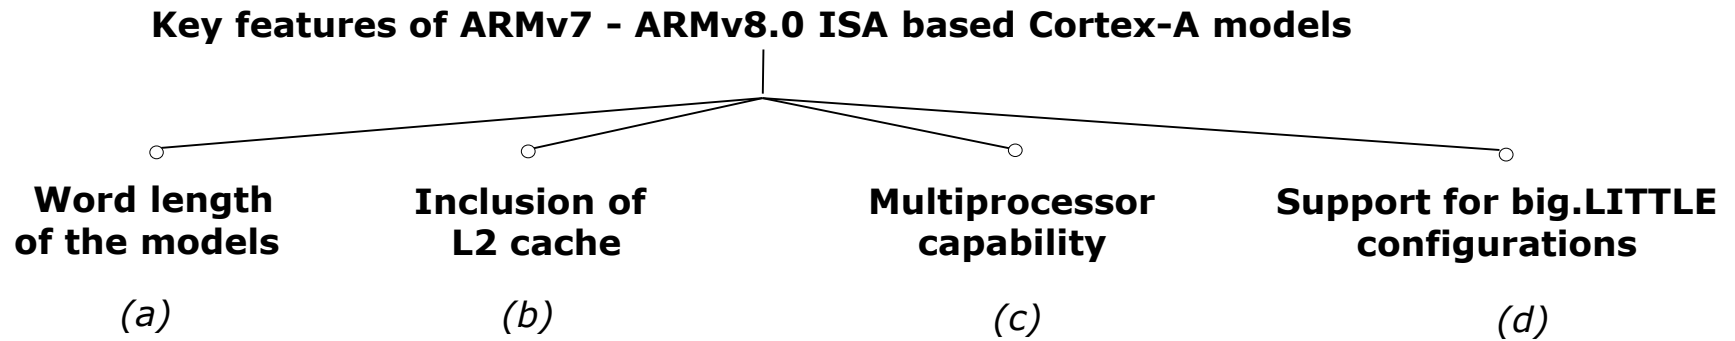 Key features of ARMv7 - ARMv8.0 ISA based Cortex-A models
Word length
of the models
(a)
Inclusion of
L2 cache
(b)
Multiprocessor
capability
(c)
Support for big.LITTLE
configurations
(d)